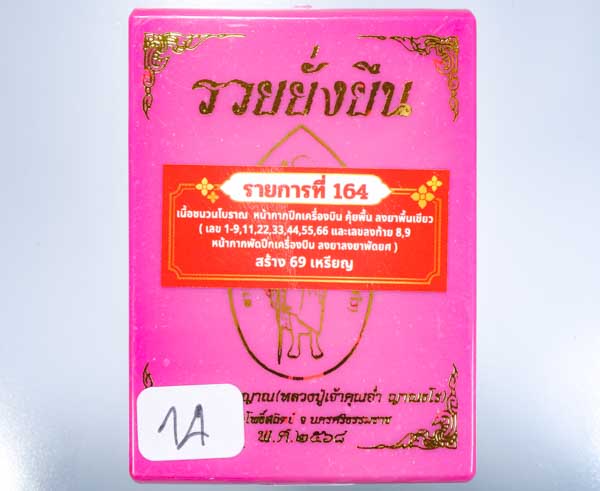 รวยยั่งยืน
รายการที่ 164
เนื้อชนวนโบราณ หน้ากากปีกเครื่องบิน คุ้ยพื้น ลงยาพื้นเขียว
( เลข 1-9,11,22,33,44,55,66 และเลขลงท้าย 8,9
หน้ากากพัดปีกเครื่องบิน ลงยาลงยาพัดยศ )
สร้าง 69 เหรียญ
ญาณ(หลวงปู่เจ้าคุณฉ่ำ
โพธิ์เสด็จ จ นครศรีธรรมราช
พ.ศ.๒๕๖๘